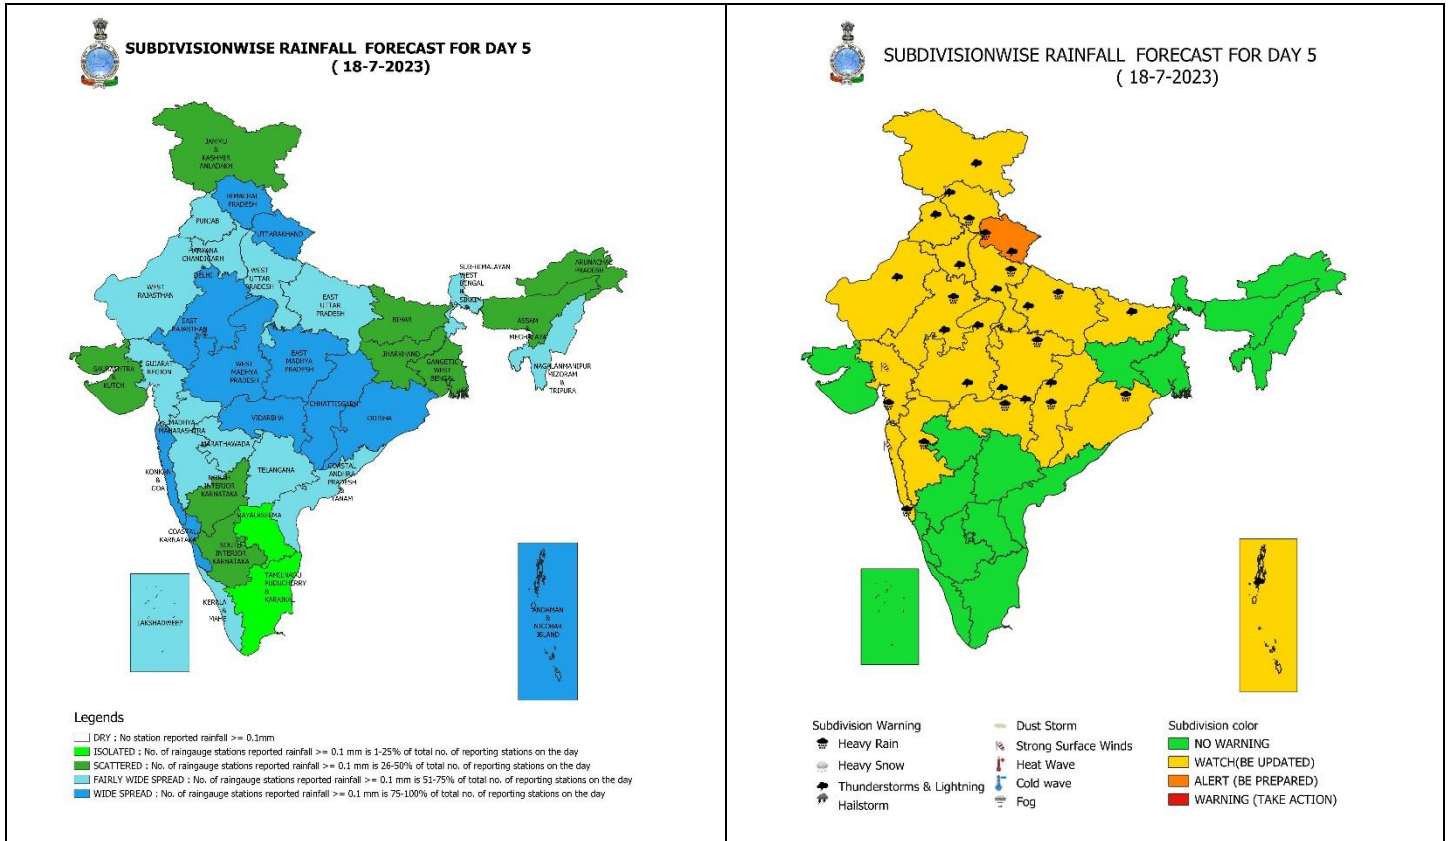 SUBDIVISIONWISE RAINFALL FORECAST FOR DAY 5
( 18-7-2023)
JAMMU
&
KASHMIR
ANLADAKH
HIMACHAL
PRADESH
PUNJAB
UTTARAKHAND
HARYANA
CHANDIGARH
&
DELHI
WEST
UTTAR
PRADESH
WEST
RAJASTHAN
EAST
UTTAR
PRADESH
SUB-HIMALAYAN
WEST
BENGAL
&
SIKKIM
ARUNACHAL
PRADESH
EAST
RAJASTHAN
BIHAR
ASSAM
&
MEGHALAYA
SAURASHTRA
&
KUTCH
GUJARAT
REGION
WEST
MADHYA
PRADESH
EAST
MADHYA
PRADESH
JHARKHAND
GANGETIC
WEST
BENGAL
NAGALANMANIPUR
MIZORAM
&
TRIPURA
CHHATTISGARH
VIDARBHA
ODISHA
MADHYA
MAHARASHTRA
MARATHAWADA
KONKAN
&
GOA
TELANGANA
COASTAL
ANDHRA
PRADESH
&
YANAM
NORTH
INTERIOR
KARNATAKA
RAYALASEEMA
COASTAL
KARNATAKA
SOUTH
INTERIOR
KARNATAKA
TAMILNADU
PUDUCHERRY
&
KARAIKAL
KERALA
&
MAHE
LAKSHADWEEP
ANDAMAN
&
NICOBAR
ISLAND
Legends
DRY : No station reported rainfall >= 0.1mm
ISOLATED : No. of raingauge stations reported rainfall >= 0.1 mm is 1-25% of total no. of reporting stations on the day
SCATTERED : No. of raingauge stations reported rainfall >= 0.1 mm is 26-50% of total no. of reporting stations on the day
FAIRLY WIDE SPREAD : No. of raingauge stations reported rainfall >= 0.1 mm is 51-75% of total no. of reporting stations on the day
WIDE SPREAD : No. of raingauge stations reported rainfall >= 0.1 mm is 75-100% of total no. of reporting stations on the day
SUBDIVISIONWISE RAINFALL FORECAST FOR DAY 5
( 18-7-2023)
Subdivision Warning
Heavy Rain
Heavy Snow
Thunderstorms & Lightning
Hailstorm
Dust Storm
Strong Surface Winds
Heat Wave
Cold wave
Fog
Subdivision color
NO WARNING
WATCH(BE UPDATED)
ALERT (BE PREPARED)
WARNING (TAKE ACTION)